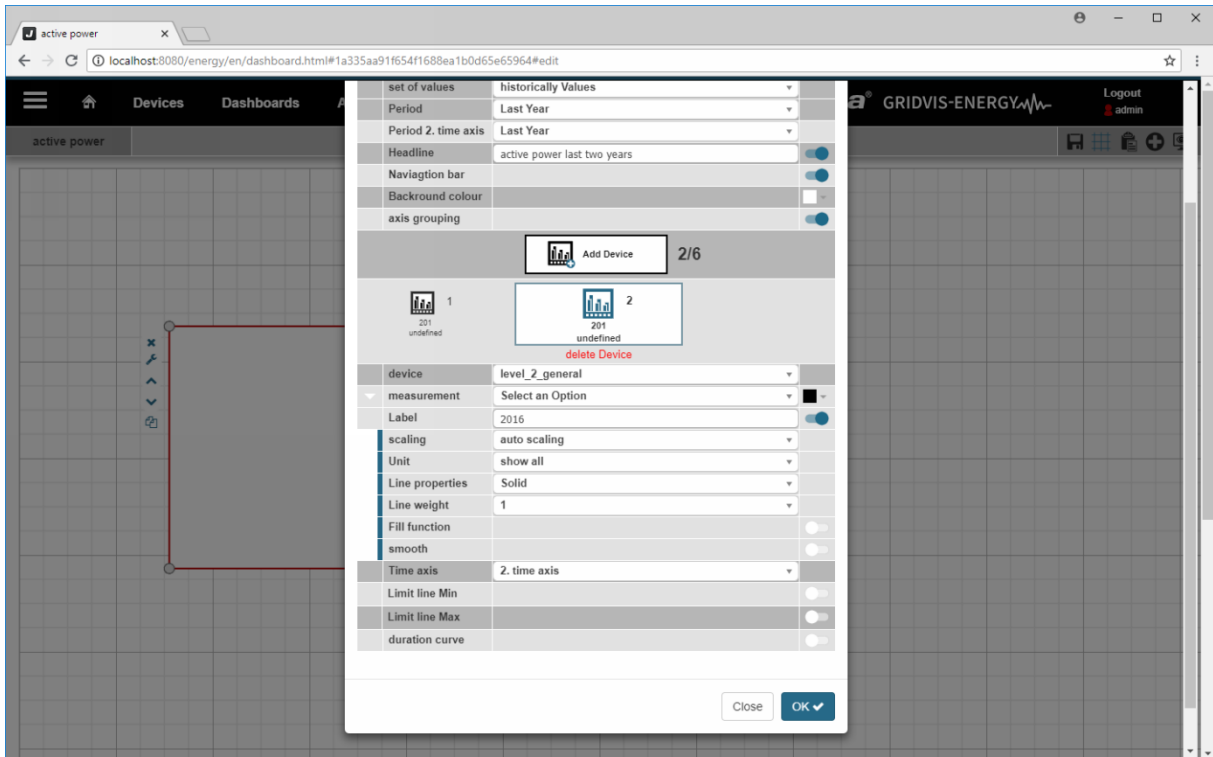 active power
localhost:8080/energy/en/dashboard.html#1a335aa91f654f1688ea1b0d65e65964#edit
Devices Dashboards A
a® GRIDVIS-ENERGY
Logout
admin
active power
set of values historically Values
Period Last Year
Period 2. time axis Last Year
Headline active power last two years
Naviagtion bar
Backround colour
axis grouping
Add Device 2/6
1 2
201 201
undefined undefined
delete Device
device level_2_general
measurement Select an Option
Label 2016
scaling auto scaling
Unit show all
Line properties Solid
Line weight 1
Fill function
smooth
Time axis 2. time axis
Limit line Min
Limit line Max
duration curve
Close OK